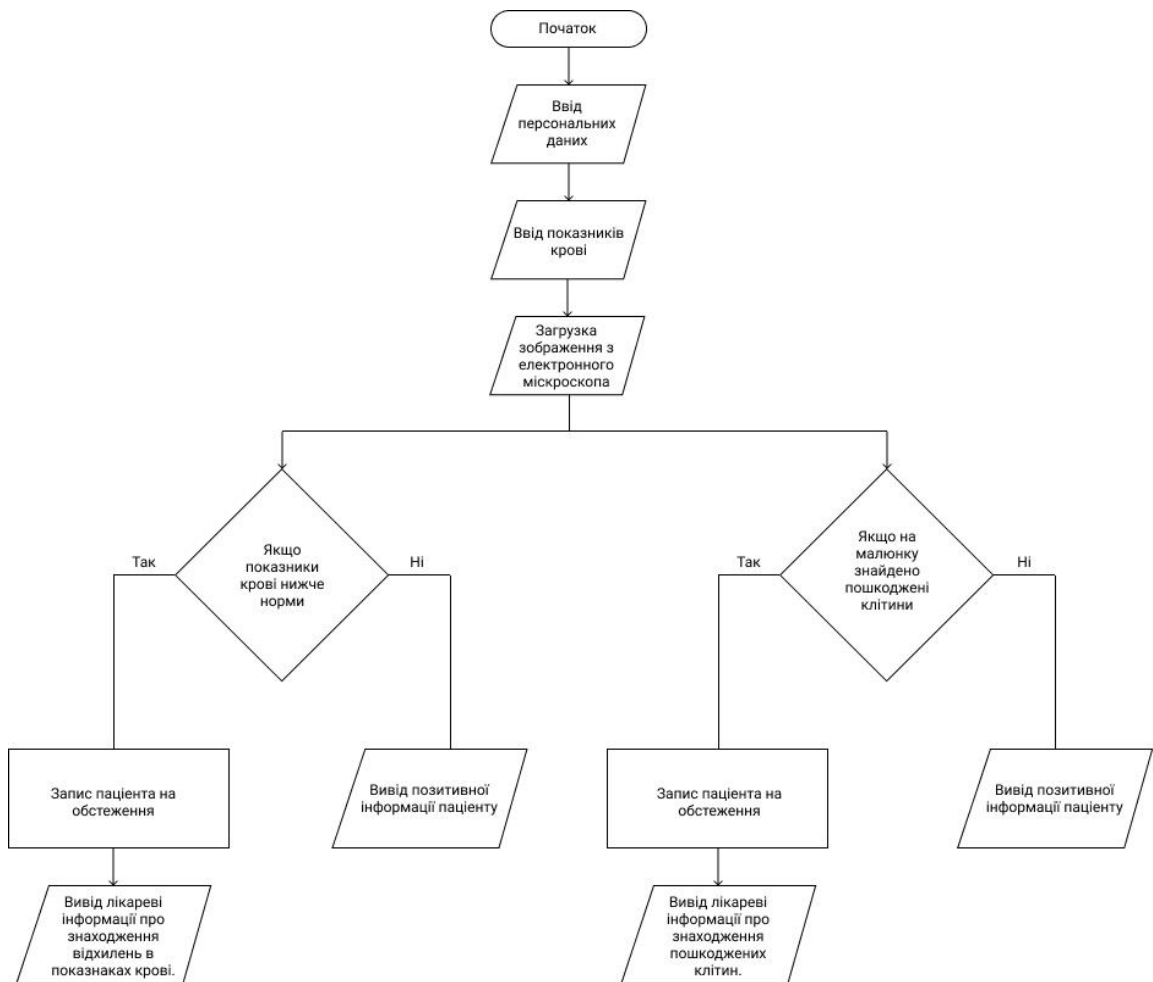 Початок
Ввід
персональних
даних
Ввід показників
крові
Загрузка
зображення з
електронного
міскроскопа
Так
Якщо
показники
крові нижче
норми
Ні
Так
Якщо на
малюнку
знайдено
пошкоджені
клітини
Ні
Запис пацієнта на
обстеження
Вивід позитивної
інформації пацієнту
Запис пацієнта на
обстеження
Вивід позитивної
інформації пацієнту
Вивід лікареві
інформації про
знаходження
відхилень в
показнаках крові.
Вивід лікареві
інформації про
знаходження
пошкоджених
клітин.